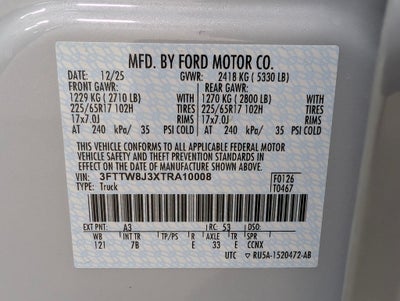 MFD. BY FORD MOTOR CO.
DATE: 12/25 GVWR: 2418 KG ( 5330 LB)
FRONT GAWR: REAR GAWR:
1229 KG ( 2710 LB) WITH 1270 KG ( 2800 LB) WITH
225/65R17 102H TIRES 225/65R17 102H TIRES
17x7.0J RIMS 17x7.0J RIMS
AT 240 kPa/ 35 PSI COLD AT 240 kPa/ 35 PSI COLD
THIS VEHICLE CONFORMS TO ALL APPLICABLE FEDERAL MOTOR
VEHICLE SAFETY AND THEFT PREVENTION STANDARDS IN
EFFECT ON THE DATE OF MANUFACTURE SHOWN ABOVE.
VIN: 3FTTW8J3XTRA10008 F0126
TYPE: Truck T0467
EXT PNT: A3 RC: 53 DSO:
WB INT TR TP/PS R AXLE TR SPR
121 7B E 33 E CCNX
UTC ▽ RU5A-1520472-AB